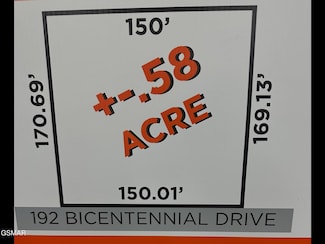 150'
170.69'
+-.58
ACRE
169.13'
150.01'
192 BICENTENNIAL DRIVE
GSMAR